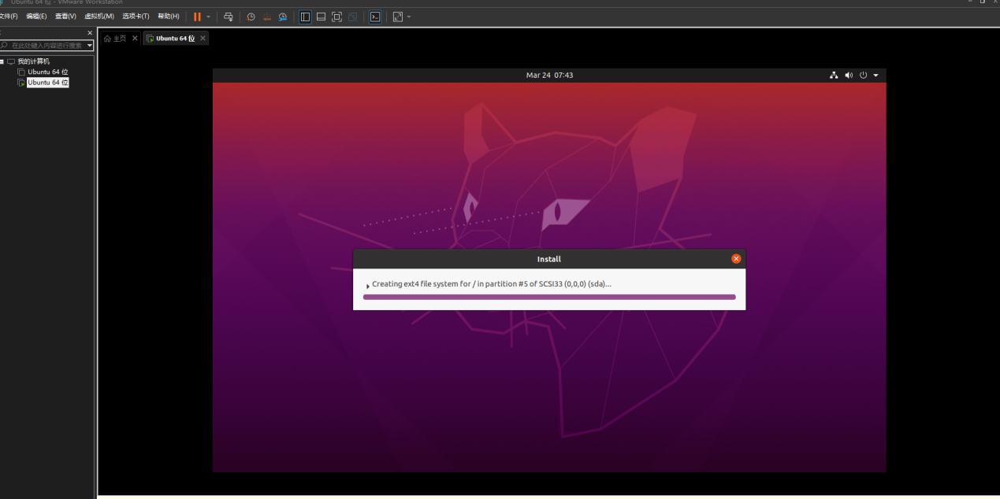 Ubuntu 64 位 - VMware Workstation
文件(F) 编辑(E) 查看(V) 虚拟机(M) 选项卡(T) 帮助(H)
主页 Ubuntu 64 位
在此处键入内容进行搜索
我的计算机
Ubuntu 64 位
Ubuntu 64 位
Mar 24 07:43
Install
Creating ext4 file system for / in partition #5 of SCSI33 (0,0,0) (sda)...